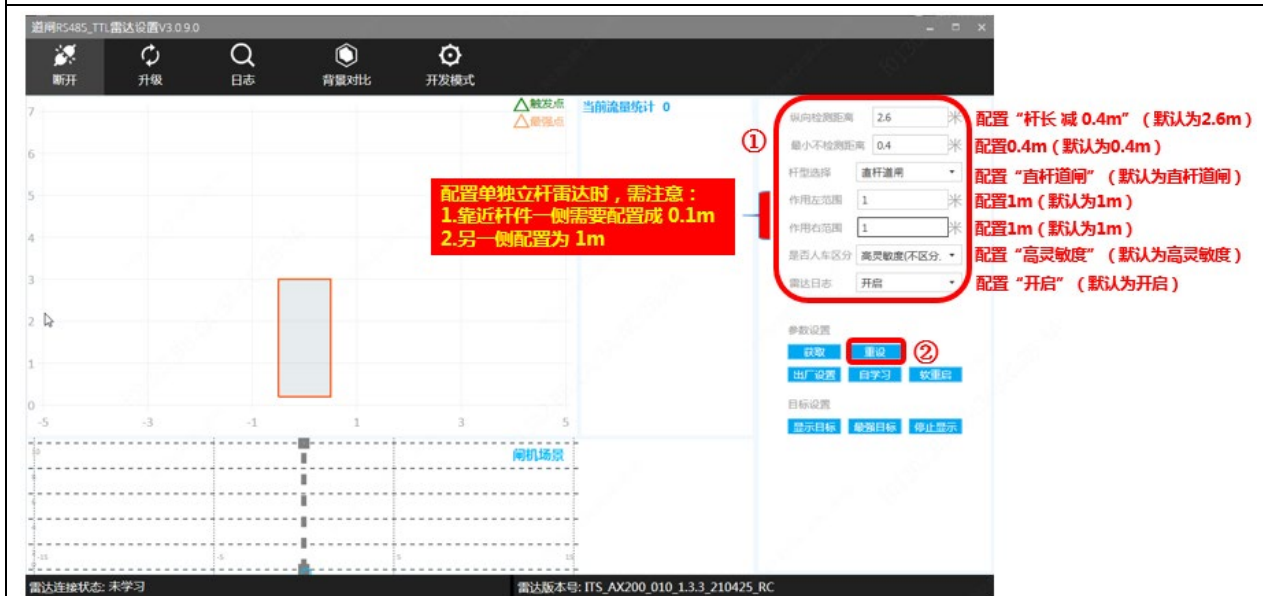 道闸RS485_TTL雷达设置V3.0.9.0
断开 升级 日志 背景对比 开发模式
7
6
5
4
3
2
1
0
-5 -3 -1 1 3 5
△触发点
△最强点
当前流量统计 0
配置单独立杆雷达时，需注意：
1.靠近杆件一侧需要配置成 0.1m
2.另一侧配置为 1m
①
纵向检测距离 2.6 米 配置“杆长 减 0.4m”（默认为2.6m）
最小不检测距离 0.4 米 配置0.4m（默认为0.4m）
杆型选择 直杆道闸 配置“直杆道闸”（默认为直杆道闸）
作用左范围 1 米 配置1m（默认为1m）
作用右范围 1 米 配置1m（默认为1m）
是否人车区分 高灵敏度(不区分. 配置“高灵敏度”（默认为高灵敏度）
雷达日志 开启 配置“开启”（默认为开启）
参数设置
获取 重设 ②
出厂设置 自学习 软重启
目标设置
显示目标 最强目标 停止显示
闸机场景
10
8
6
4
2
-15 -5 5 15
雷达连接状态: 未学习
雷达版本号: ITS_AX200_010_1.3.3_210425_RC